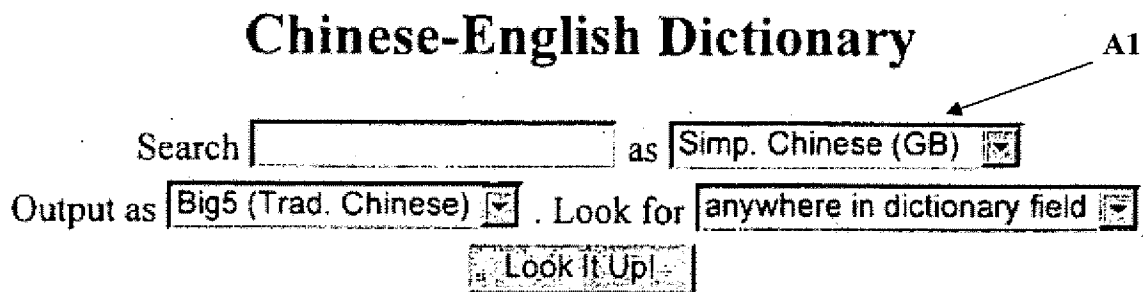 Chinese-English Dictionary
A1
Search as Simp. Chinese (GB)
Output as Big5 (Trad. Chinese) . Look for anywhere in dictionary field
Look It Up!